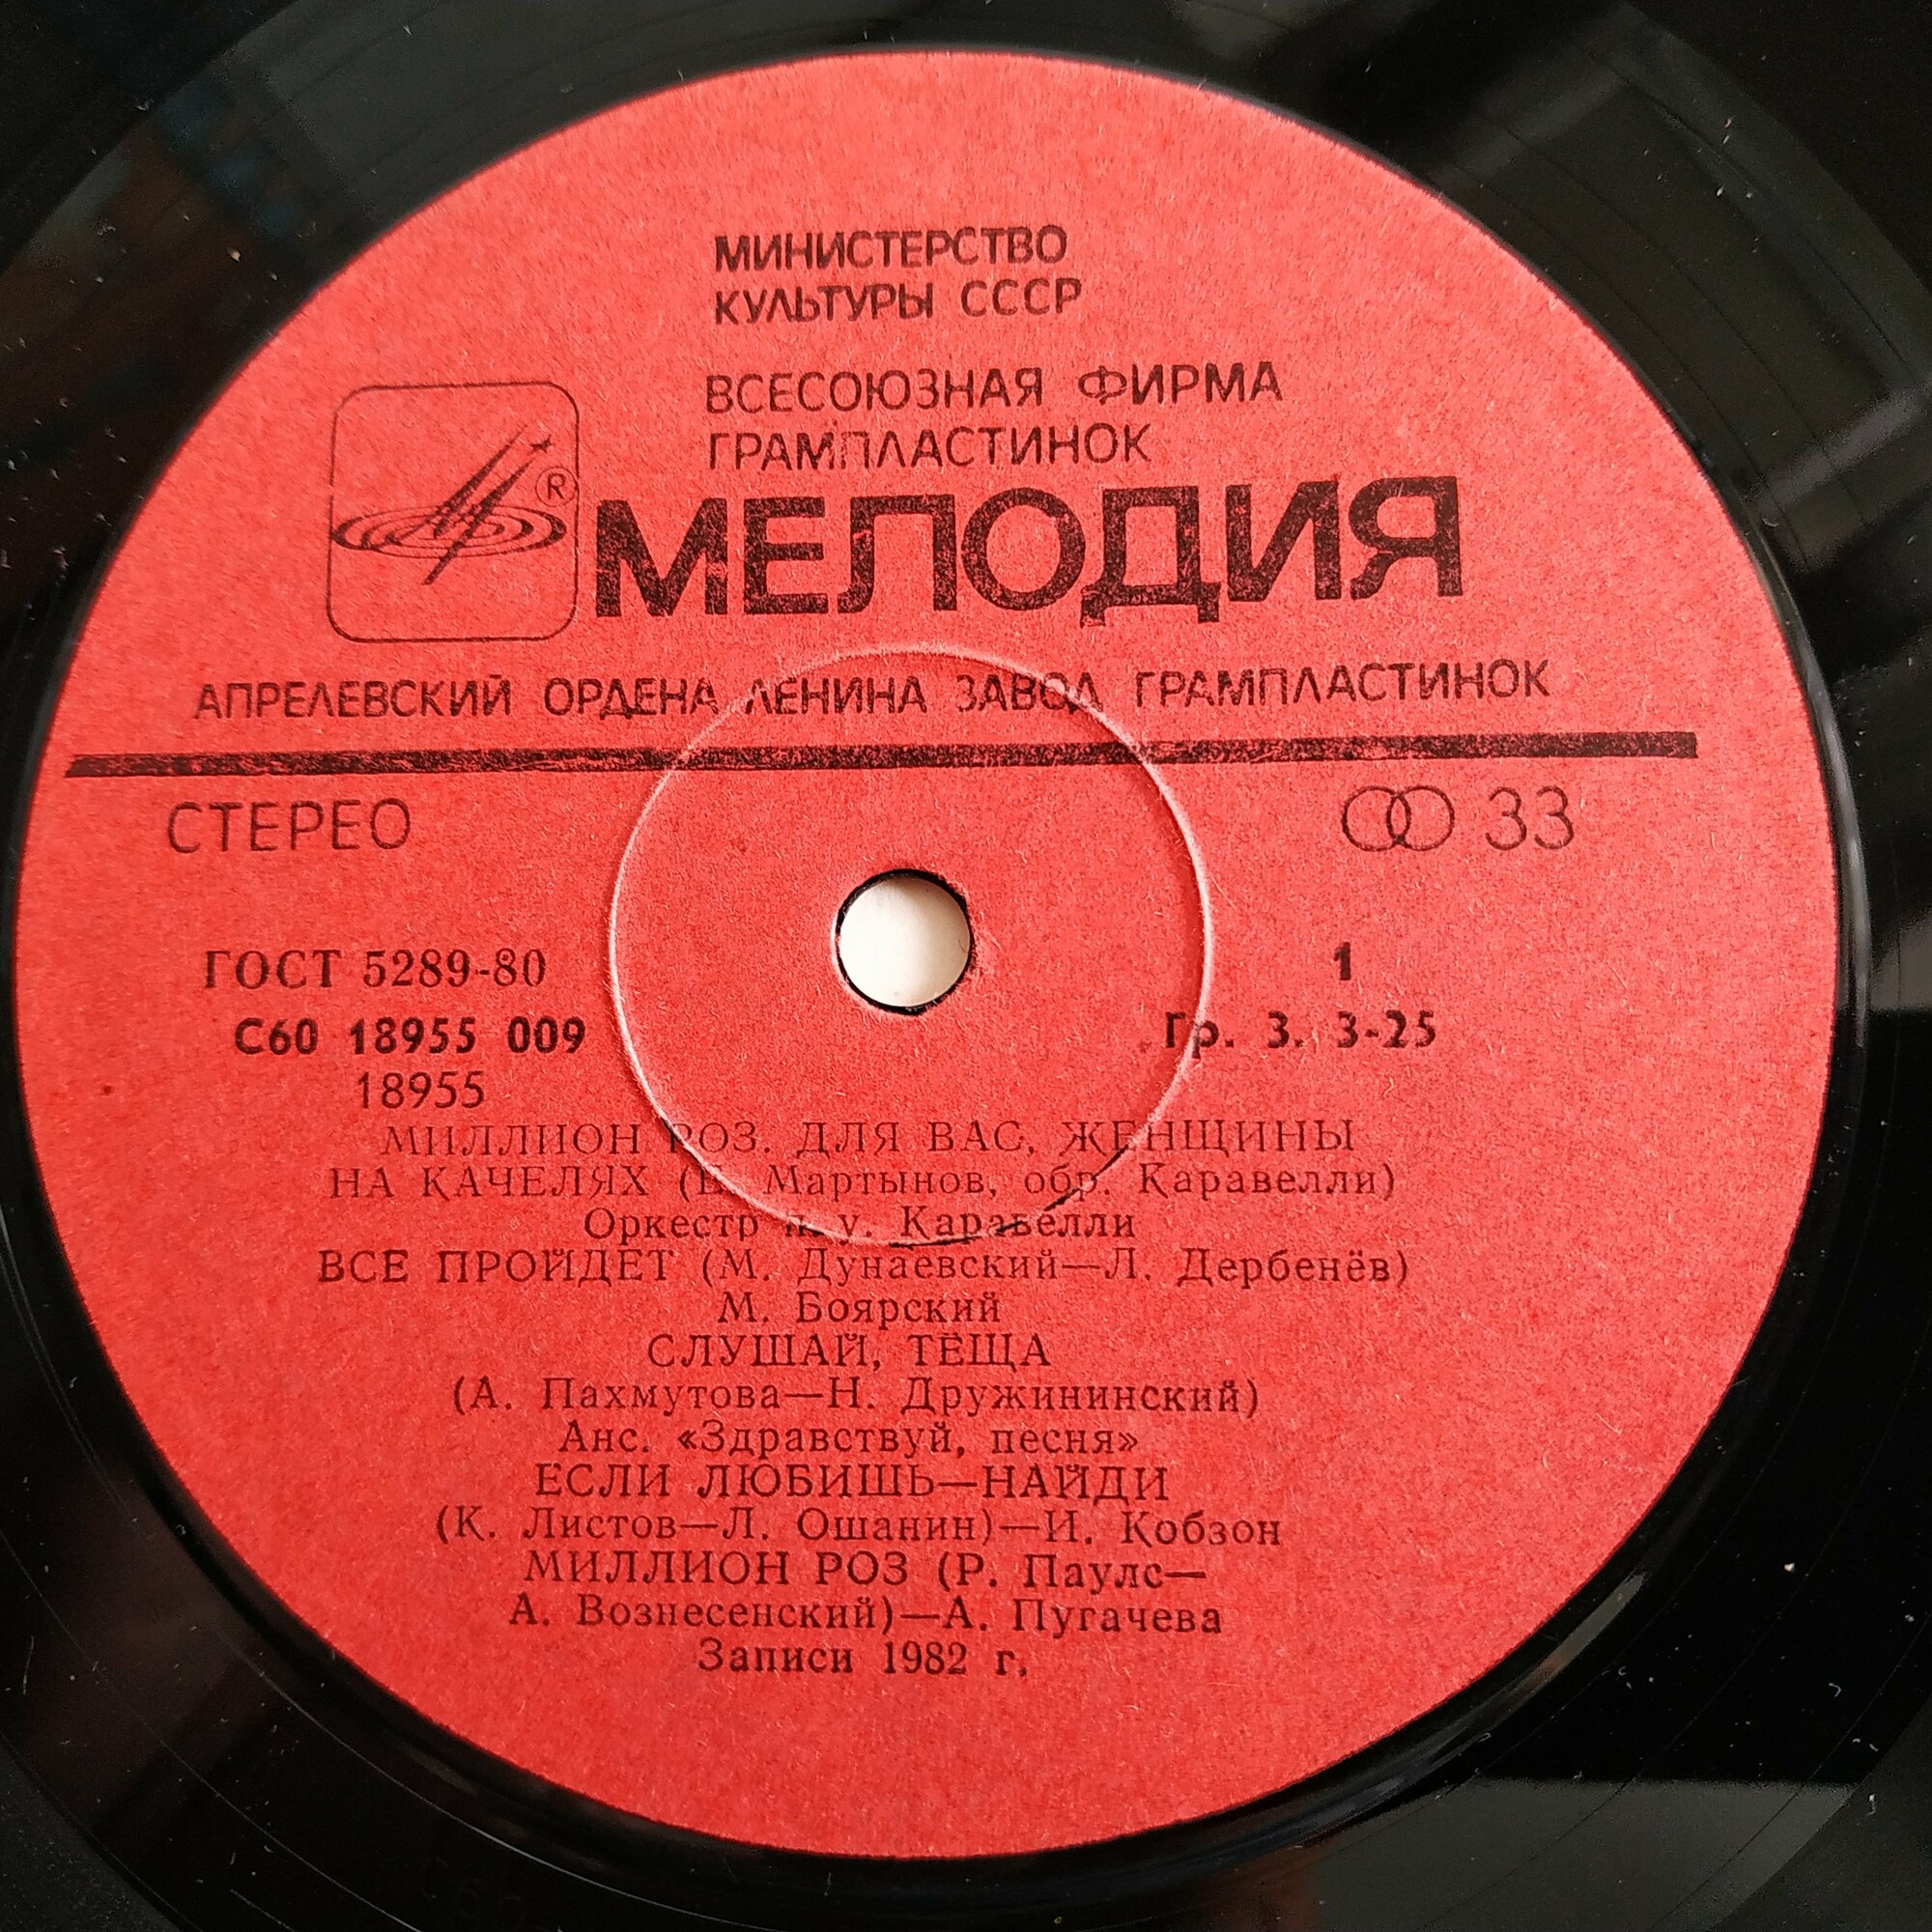 МИНИСТЕРСТВО
КУЛЬТУРЫ СССР
ВСЕСОЮЗНАЯ ФИРМА
ГРАМПЛАСТИНОК
® МЕЛОДИЯ
АПРЕЛЕВСКИЙ ОРДЕНА ЛЕНИНА ЗАВОД ГРАМПЛАСТИНОК
СТЕРЕО 33
ГОСТ 5289-80 1
С60 18955 009 Гр. 3. 3-25
18955
МИЛЛИОН РОЗ. ДЛЯ ВАС, ЖЕНЩИНЫ
НА КАЧЕЛЯХ (Е. Мартынов, обр. Каравелли)
Оркестр п. у. Каравелли
ВСЕ ПРОЙДЕТ (М. Дунаевский—Л. Дербенёв)
М. Боярский
СЛУШАЙ, ТЁЩА
(А. Пахмутова—Н. Дружининский)
Анс. «Здравствуй, песня»
ЕСЛИ ЛЮБИШЬ—НАЙДИ
(К. Листов—Л. Ошанин)—И. Кобзон
МИЛЛИОН РОЗ (Р. Паулс—
А. Вознесенский)—А. Пугачева
Записи 1982 г.